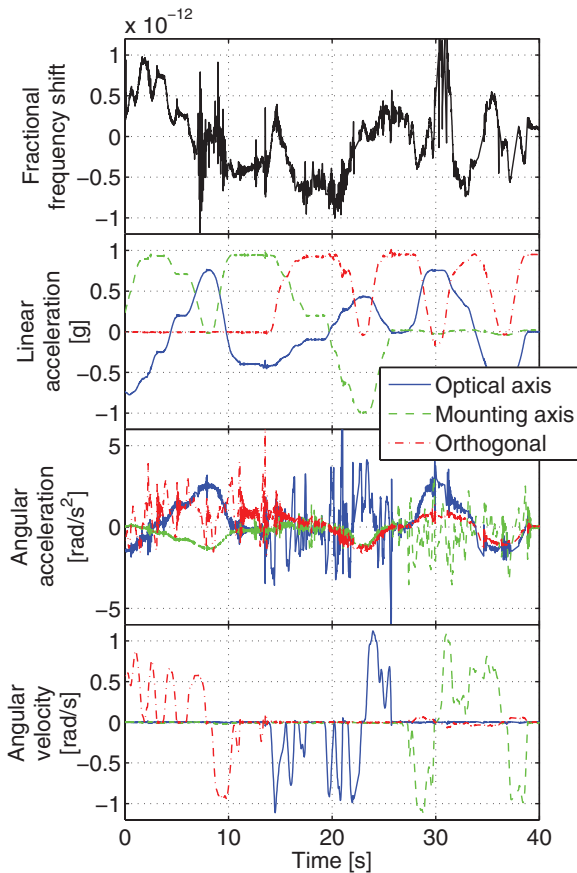 x 10⁻¹²
Fractional
frequency shift
1
0.5
0
−0.5
−1
Linear
acceleration
[g]
1
0.5
0
−0.5
−1
Optical axis
Mounting axis
Orthogonal
Angular
acceleration
[rad/s²]
5
0
−5
Angular
velocity
[rad/s]
1
0.5
0
−0.5
−1
0 10 20 30 40
Time [s]